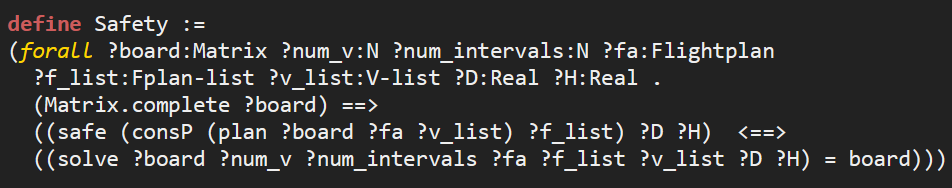 define Safety :=
(forall ?board:Matrix ?num_v:N ?num_intervals:N ?fa:Flightplan
?f_list:Fplan-list ?v_list:V-list ?D:Real ?H:Real .
(Matrix.complete ?board) ==>
((safe (consP (plan ?board ?fa ?v_list) ?f_list) ?D ?H) <==>
((solve ?board ?num_v ?num_intervals ?fa ?f_list ?v_list ?D ?H) = board)))